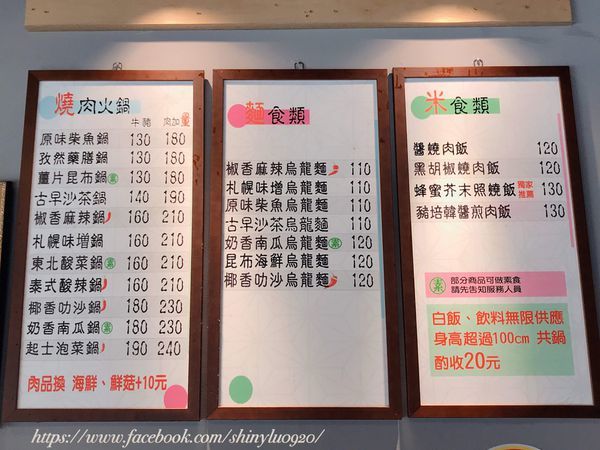 燒肉火鍋
牛豬 肉加量
原味柴魚鍋 130 180
孜然藥膳鍋 130 180
薑片昆布鍋 素 130 180
古早沙茶鍋 140 190
椒香麻辣鍋 160 210
札幌味增鍋 160 210
東北酸菜鍋 素 160 210
泰式酸辣鍋 160 210
椰香叻沙鍋 180 230
奶香南瓜鍋 素 180 230
起士泡菜鍋 190 240
肉品換 海鮮、鮮菇+10元
麵食類
椒香麻辣烏龍麵 110
札幌味增烏龍麵 110
原味柴魚烏龍麵 110
古早沙茶烏龍麵 110
奶香南瓜烏龍麵 素 120
昆布海鮮烏龍麵 120
椰香叻沙烏龍麵 120
米食類
醬燒肉飯 120
黑胡椒燒肉飯 120
蜂蜜芥末照燒飯 獨家推薦 130
豬培韓醬煎肉飯 130
素 部分商品可做素食
請先告知服務人員
白飯、飲料無限供應
身高超過100cm 共鍋
酌收20元
https://www.facebook.com/shinyluo920/